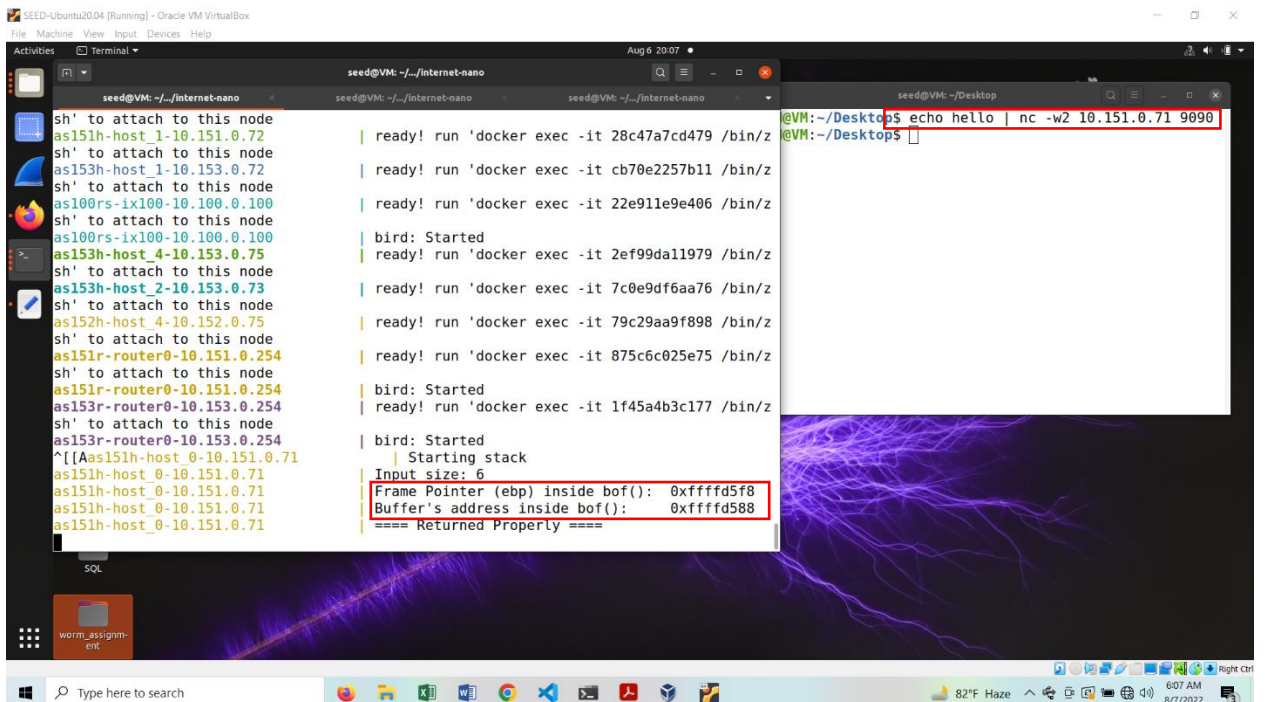 SEED-Ubuntu20.04 [Running] - Oracle VM VirtualBox
File Machine View Input Devices Help
Activities Terminal Aug 6 20:07
seed@VM: ~/.../internet-nano
seed@VM: ~/.../internet-nano seed@VM: ~/.../internet-nano seed@VM: ~/.../internet-nano
sh' to attach to this node
as151h-host_1-10.151.0.72 | ready! run 'docker exec -it 28c47a7cd479 /bin/z
sh' to attach to this node
as153h-host_1-10.153.0.72 | ready! run 'docker exec -it cb70e2257b11 /bin/z
sh' to attach to this node
as100rs-ix100-10.100.0.100 | ready! run 'docker exec -it 22e911e9e406 /bin/z
sh' to attach to this node
as100rs-ix100-10.100.0.100 | bird: Started
as153h-host_4-10.153.0.75 | ready! run 'docker exec -it 2ef99da11979 /bin/z
sh' to attach to this node
as153h-host_2-10.153.0.73 | ready! run 'docker exec -it 7c0e9df6aa76 /bin/z
sh' to attach to this node
as152h-host_4-10.152.0.75 | ready! run 'docker exec -it 79c29aa9f898 /bin/z
sh' to attach to this node
as151r-router0-10.151.0.254 | ready! run 'docker exec -it 875c6c025e75 /bin/z
sh' to attach to this node
as151r-router0-10.151.0.254 | bird: Started
as153r-router0-10.153.0.254 | ready! run 'docker exec -it 1f45a4b3c177 /bin/z
sh' to attach to this node
as153r-router0-10.153.0.254 | bird: Started
^[[Aas151h-host_0-10.151.0.71 | Starting stack
as151h-host_0-10.151.0.71 | Input size: 6
as151h-host_0-10.151.0.71 | Frame Pointer (ebp) inside bof(): 0xffffd5f8
as151h-host_0-10.151.0.71 | Buffer's address inside bof(): 0xffffd588
as151h-host_0-10.151.0.71 | ==== Returned Properly ====
seed@VM: ~/Desktop
@VM:~/Desktop$ echo hello | nc -w2 10.151.0.71 9090
@VM:~/Desktop$
SQL
worm_assignm-
ent
Right Ctrl
Type here to search
82°F Haze
6:07 AM
8/7/2022
3